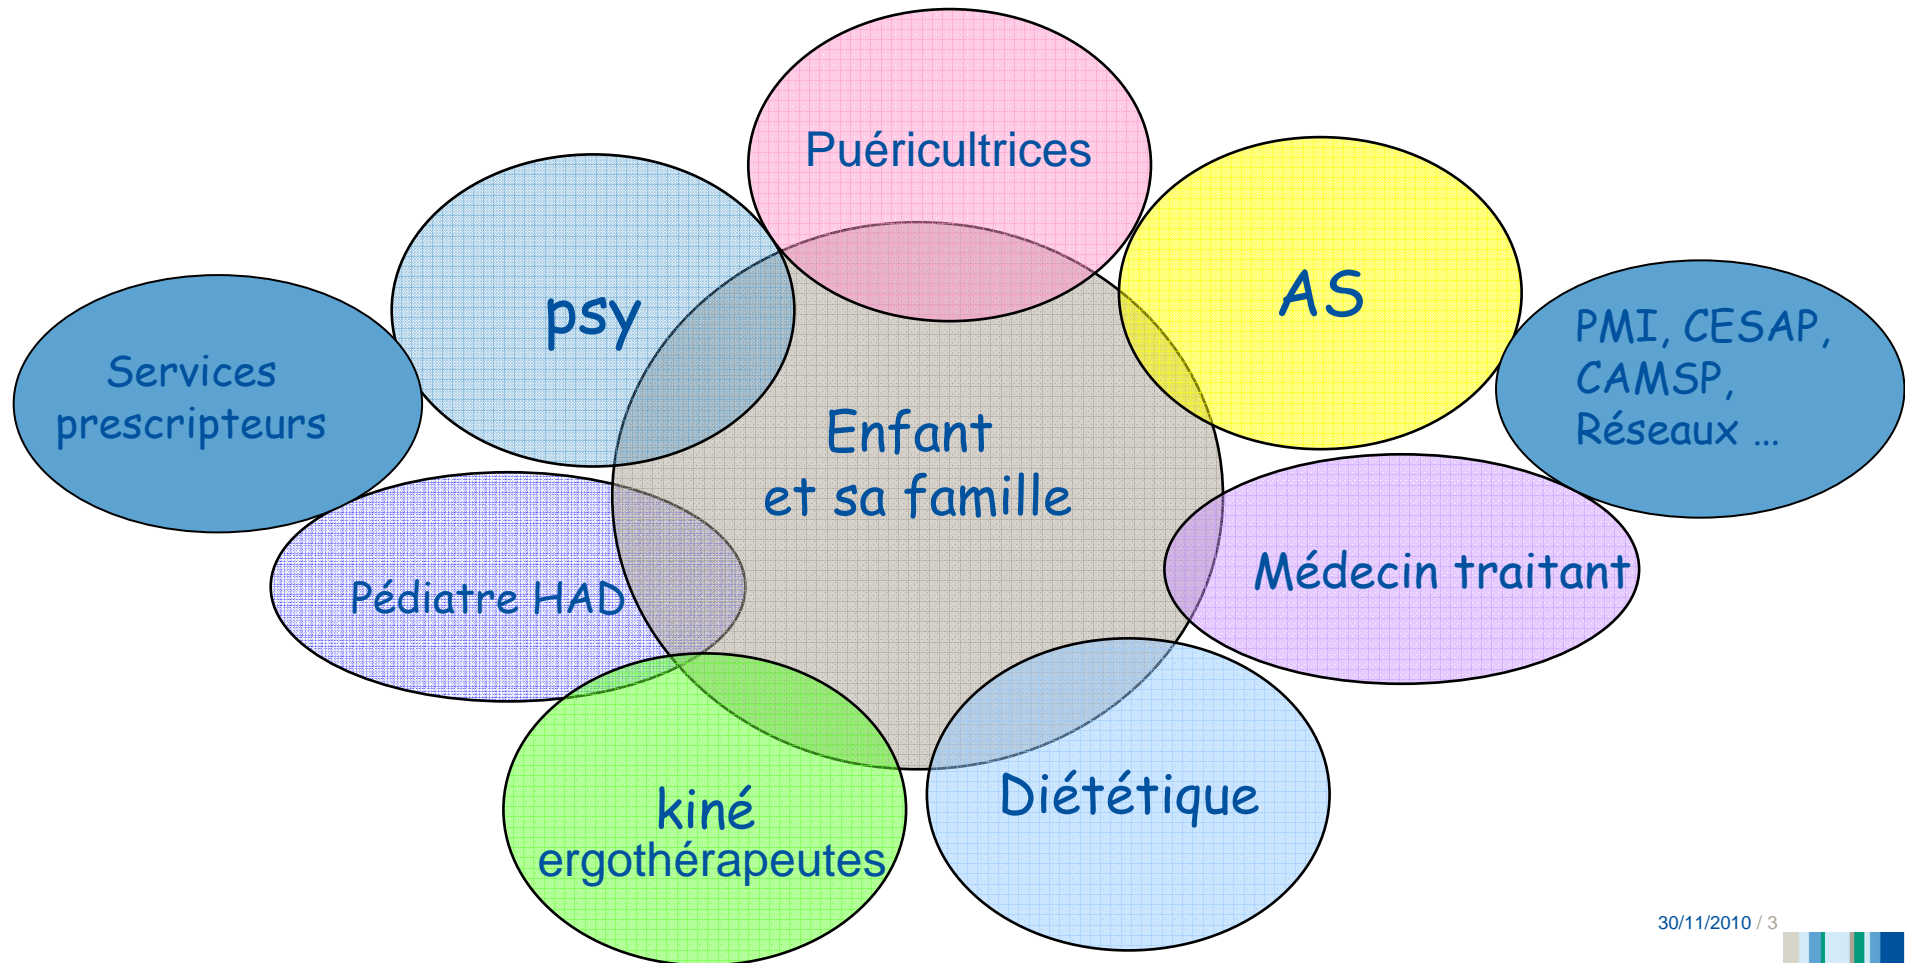 Puéricultrices
psy
AS
Services
prescripteurs
PMI, CESAP,
CAMSP,
Réseaux ...
Enfant
et sa famille
Pédiatre HAD
Médecin traitant
kiné
ergothérapeutes
Diététique
30/11/2010 / 3